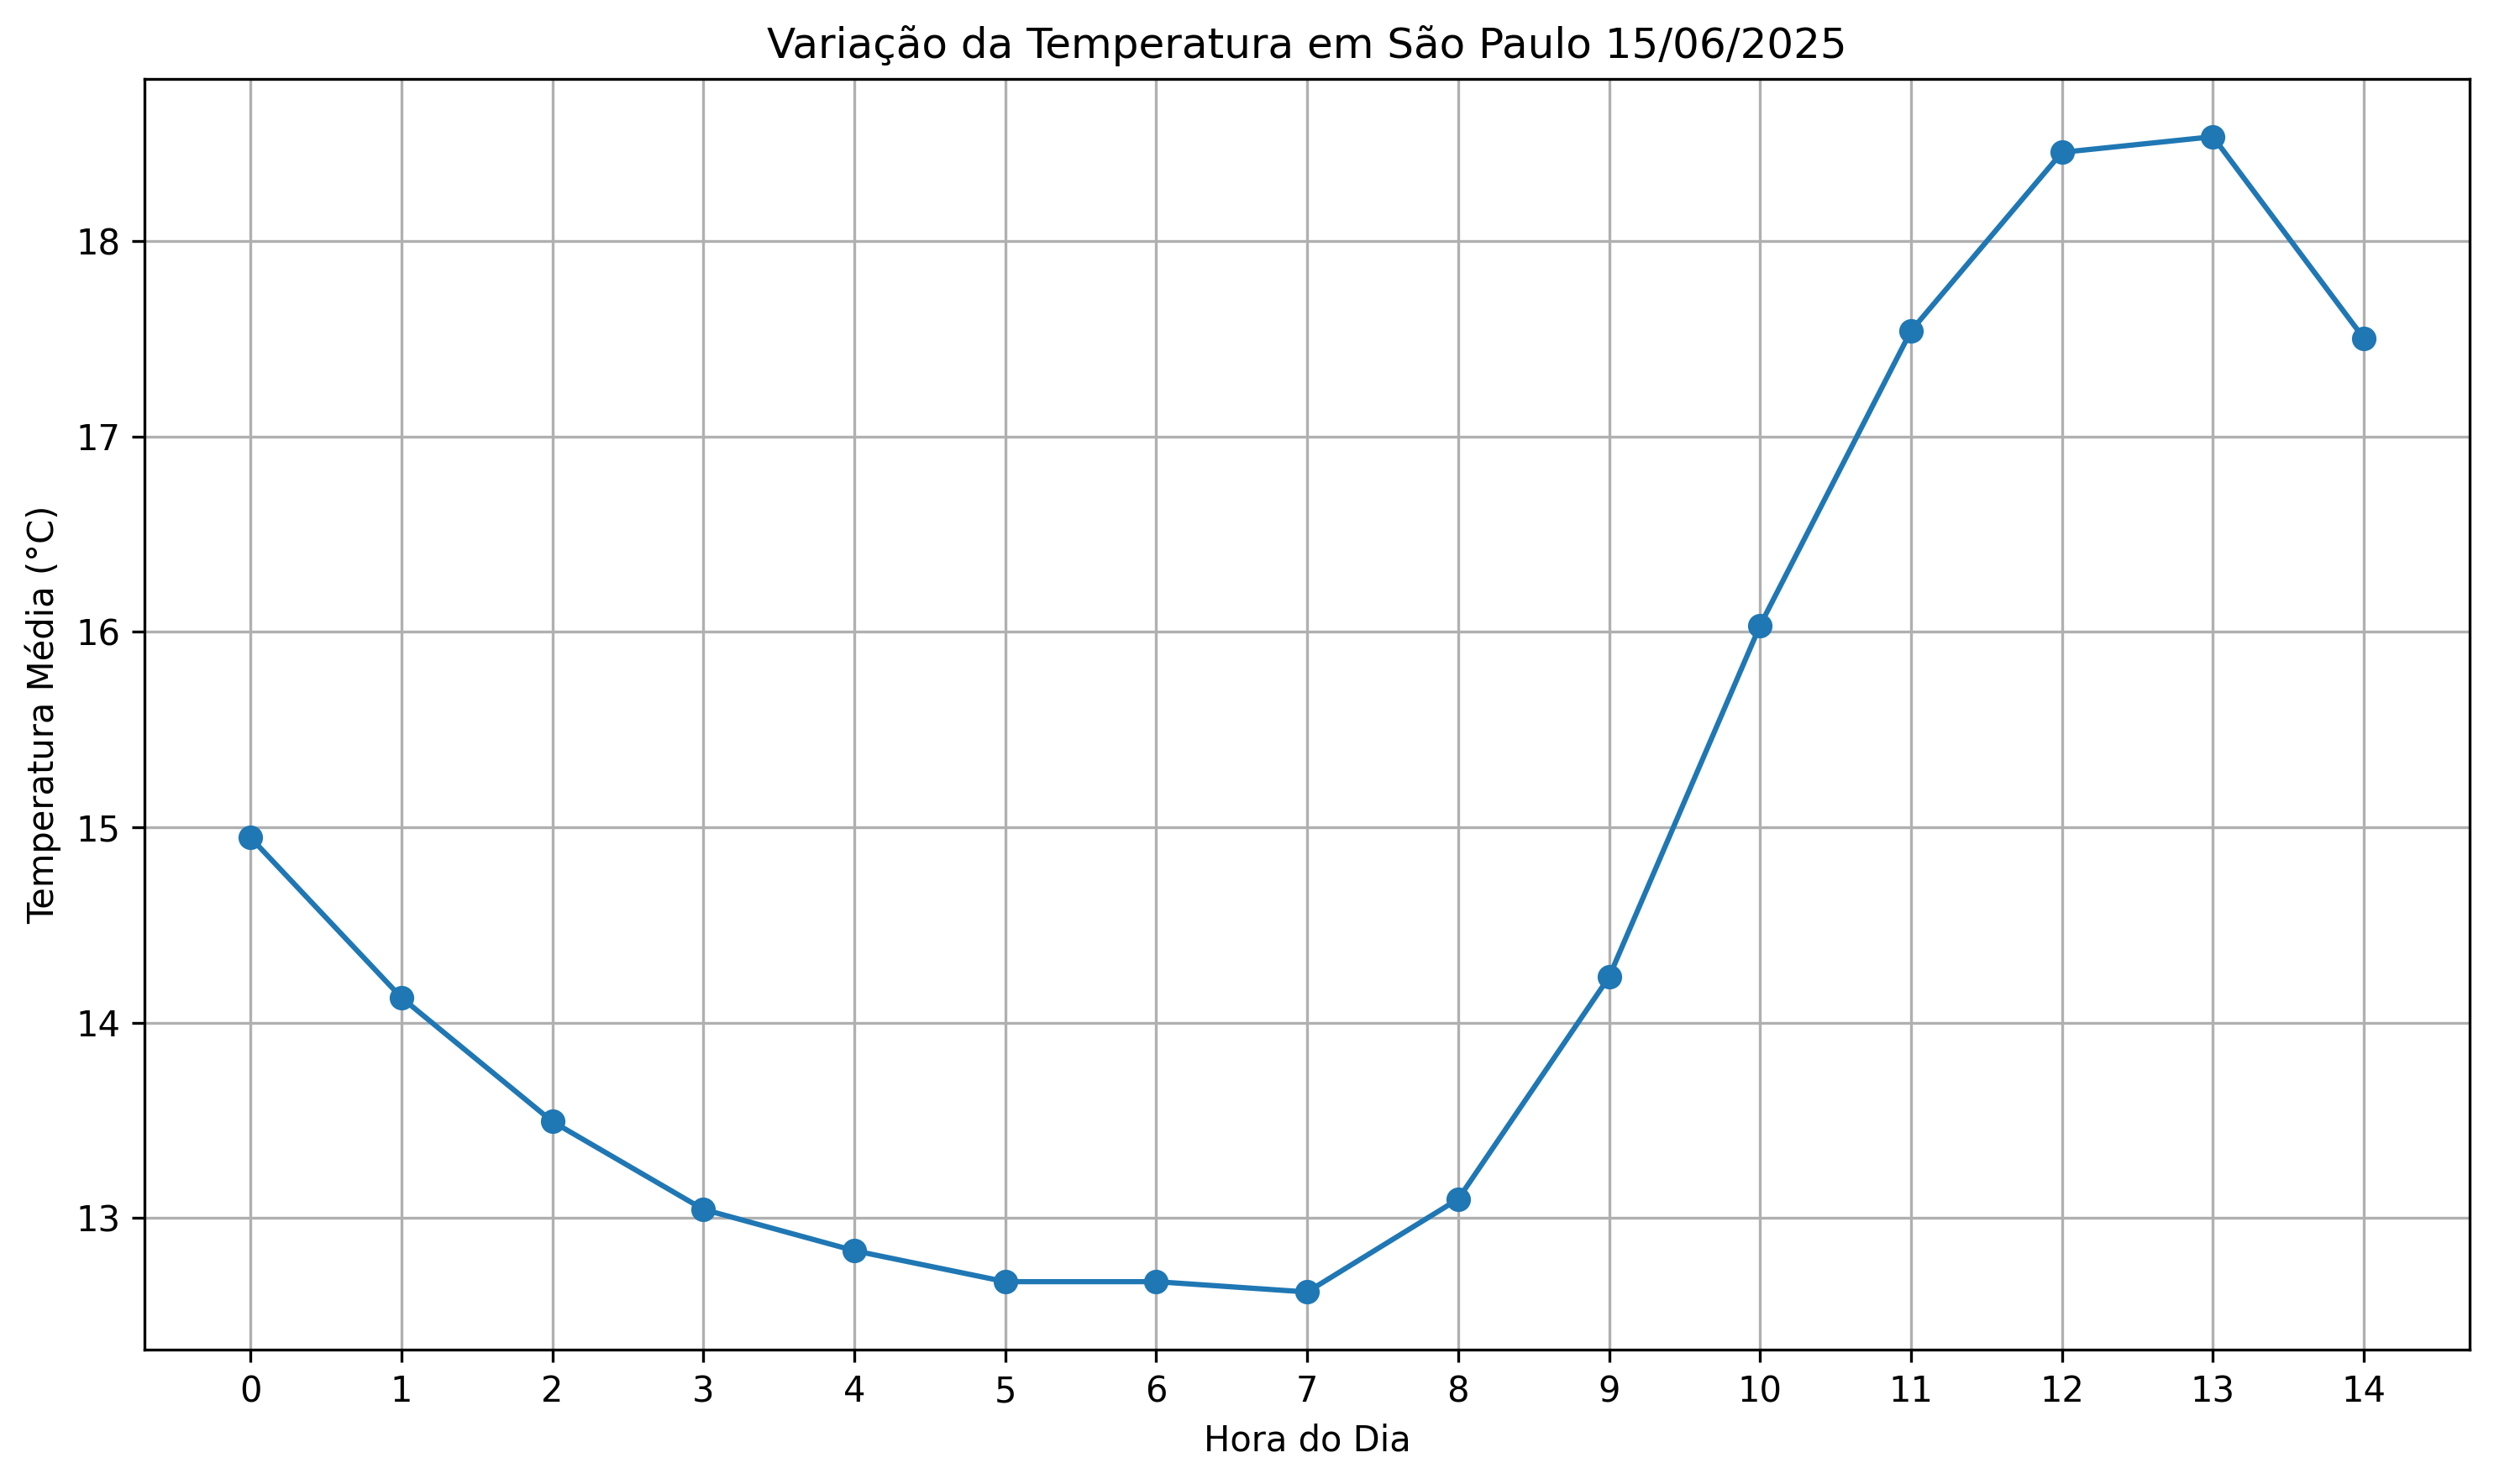 Variação da Temperatura em São Paulo 15/06/2025
Temperatura Média (°C)
18
17
16
15
14
13
0 1 2 3 4 5 6 7 8 9 10 11 12 13 14
Hora do Dia